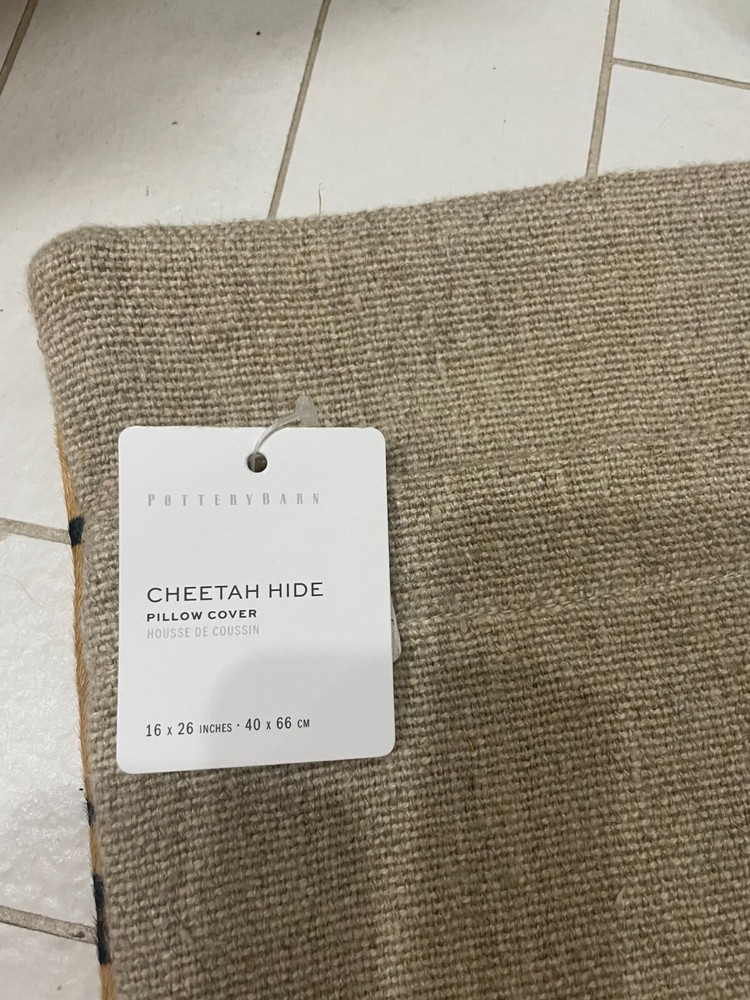 POTTERYBARN
CHEETAH HIDE
PILLOW COVER
HOUSSE DE COUSSIN
16 x 26 INCHES · 40 x 66 CM